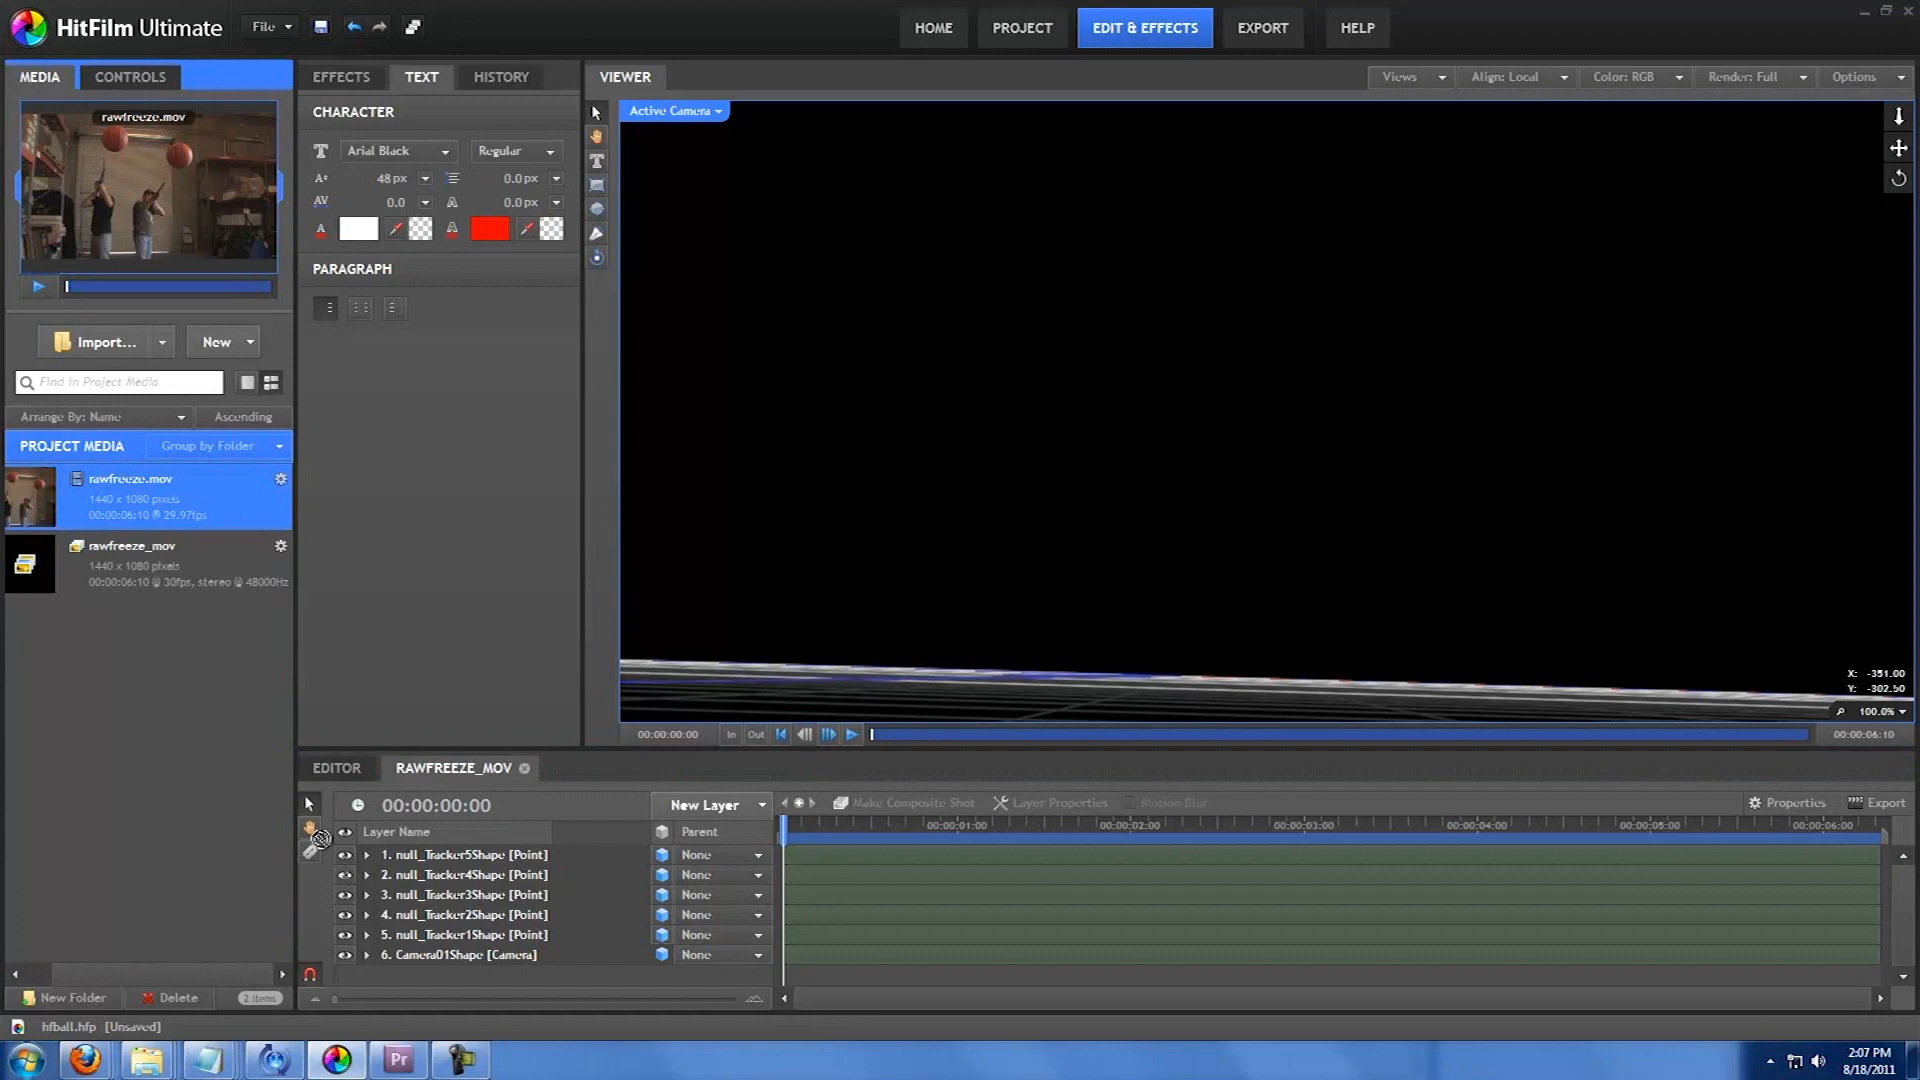 HitFilm Ultimate
File
HOME
PROJECT
EDIT & EFFECTS
EXPORT
HELP
MEDIA
CONTROLS
EFFECTS
TEXT
HISTORY
VIEWER
Views
Align: Local
Color: RGB
Render: Full
Options
rawfreeze.mov
CHARACTER
Arial Black
Regular
48 px
0.0 px
0.0
0.0 px
PARAGRAPH
Active Camera
Import...
New
Find In Project Media
Arrange By: Name
Ascending
PROJECT MEDIA
Group by Folder
rawfreeze.mov
1440 x 1080 pixels
00:00:06:10 @ 29.97fps
rawfreeze_mov
1440 x 1080 pixels
00:00:06:10 @ 30fps, stereo @ 48000Hz
X: -351.00
Y: -302.50
100.0%
00:00:00:00
In
Out
00:00:06:10
EDITOR
RAWFREEZE_MOV
00:00:00:00
New Layer
Make Composite Shot
Layer Properties
Motion Blur
Properties
Export
Layer Name
Parent
00:00:01:00
00:00:02:00
00:00:03:00
00:00:04:00
00:00:05:00
00:00:06:00
1. null_Tracker5Shape [Point]
None
2. null_Tracker4Shape [Point]
None
3. null_Tracker3Shape [Point]
None
4. null_Tracker2Shape [Point]
None
5. null_Tracker1Shape [Point]
None
6. Camera01Shape [Camera]
None
New Folder
Delete
2 items
hfball.hfp [Unsaved]
Pr
2:07 PM
8/18/2011